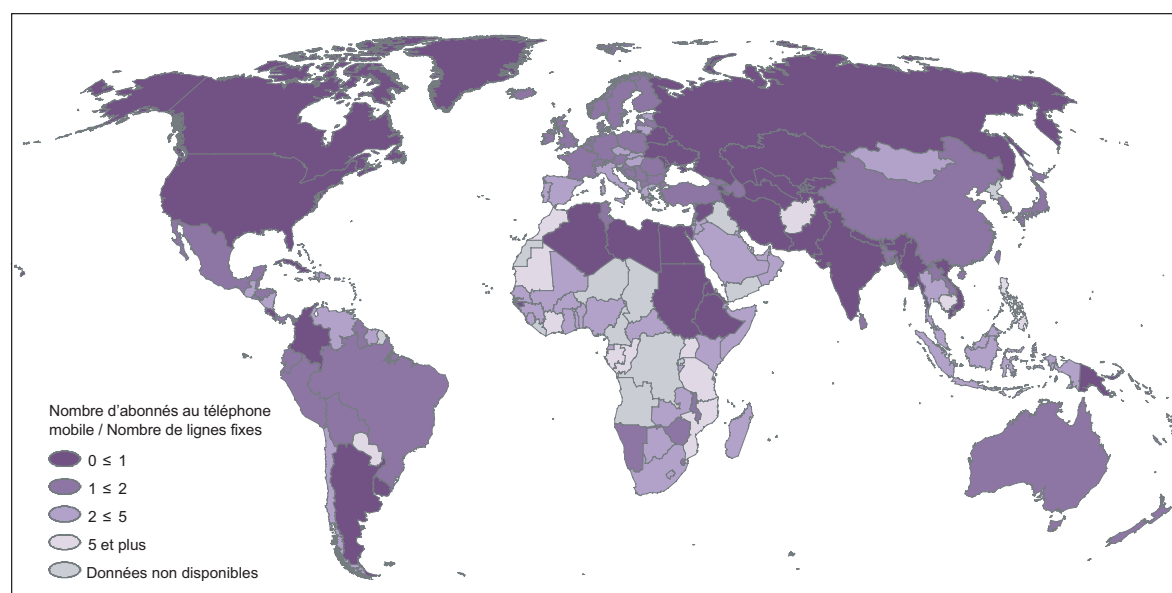 Nombre d'abonnés au téléphone
mobile / Nombre de lignes fixes
0 ≤ 1
1 ≤ 2
2 ≤ 5
5 et plus
Données non disponibles